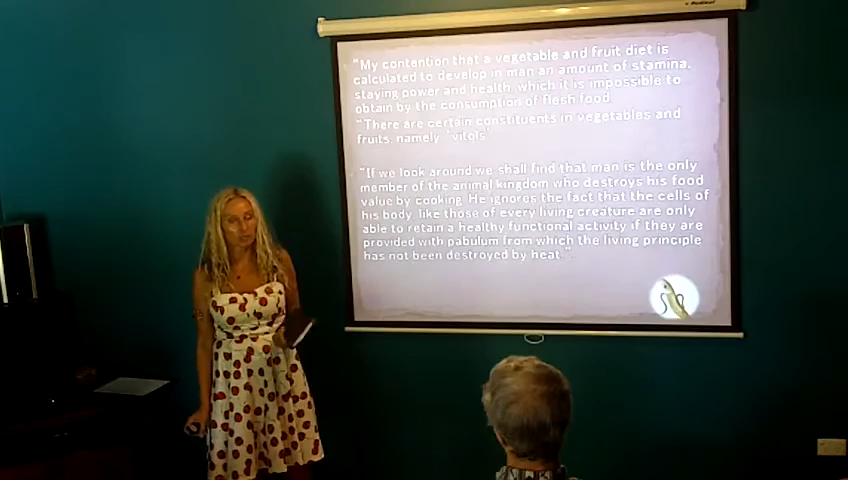 "My contention that a vegetable and fruit diet is
calculated to develop in man an amount of stamina,
staying power and health, which it is impossible to
obtain by the consumption of flesh food.
"There are certain constituents in vegetables and
fruits, namely 'vitols'
"If we look around we shall find that man is the only
member of the animal kingdom who destroys his food
value by cooking. He ignores the fact that the cells of
his body, like those of every living creature are only
able to retain a healthy functional activity if they are
provided with pabulum from which the living principle
has not been destroyed by heat."